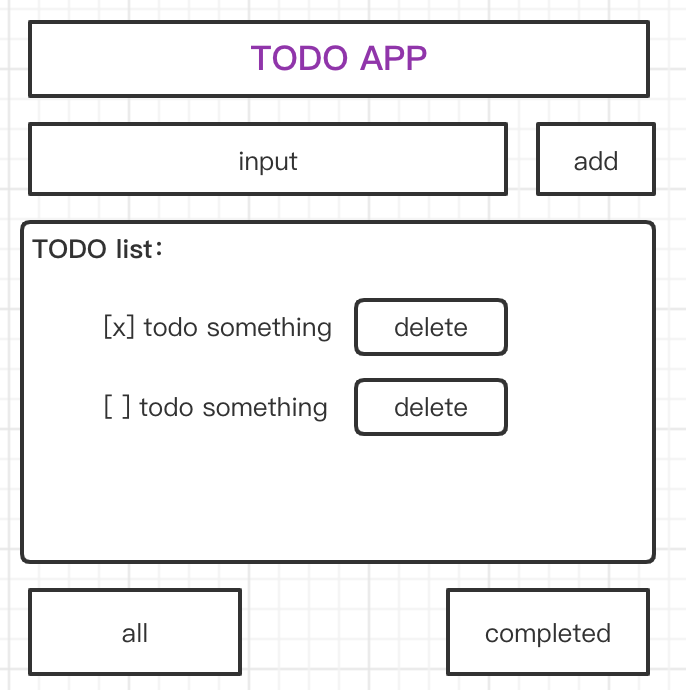 TODO APP
input
add
TODO list：
[x] todo something
delete
[ ] todo something
delete
all
completed